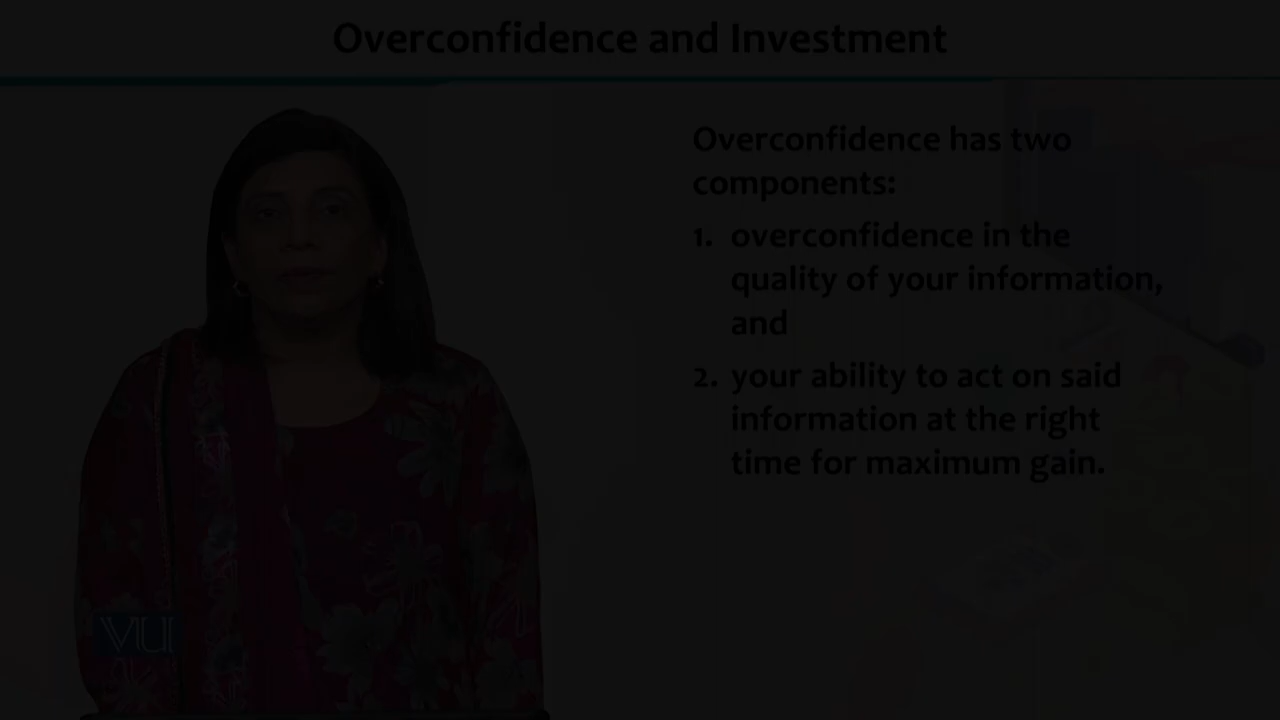 Overconfidence and Investment
Overconfidence has two
components:
1. overconfidence in the
quality of your information,
and
2. your ability to act on said
information at the right
time for maximum gain.
VU